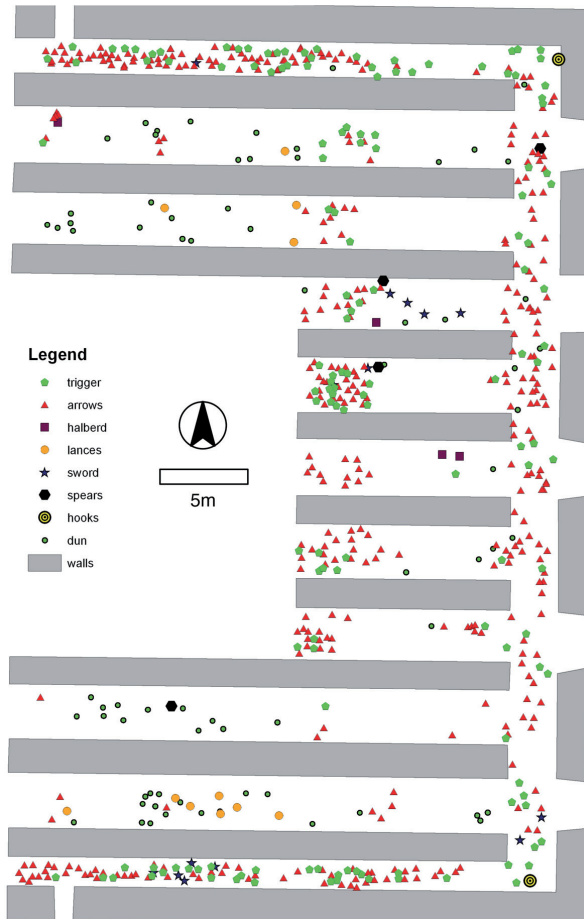 Legend
trigger
arrows
halberd
lances
sword
spears
hooks
dun
walls
5m